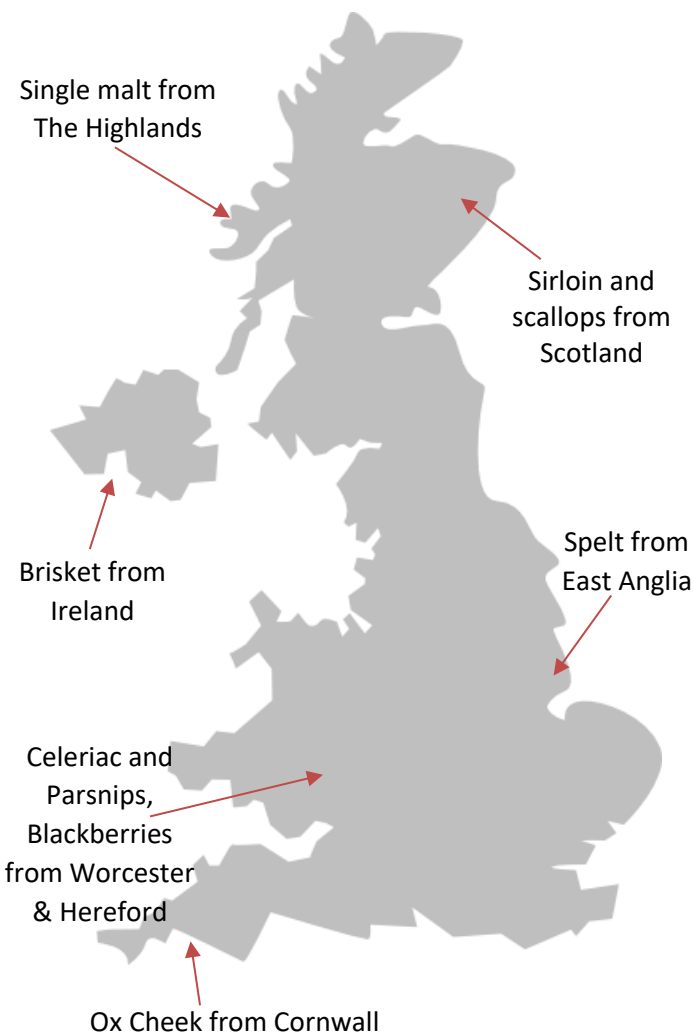 Single malt from
The Highlands
Sirloin and
scallops from
Scotland
Spelt from
East Anglia
Brisket from
Ireland
Celeriac and
Parsnips,
Blackberries
from Worcester
& Hereford
Ox Cheek from Cornwall